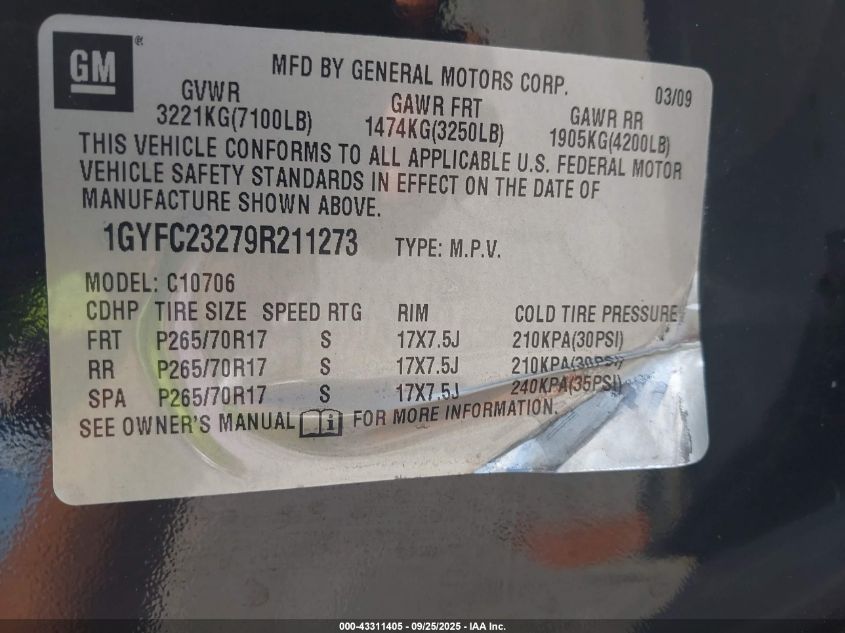 GM®
MFD BY GENERAL MOTORS CORP.
03/09
GVWR GAWR FRT GAWR RR
3221KG(7100LB) 1474KG(3250LB) 1905KG(4200LB)
THIS VEHICLE CONFORMS TO ALL APPLICABLE U.S. FEDERAL MOTOR
VEHICLE SAFETY STANDARDS IN EFFECT ON THE DATE OF
MANUFACTURE SHOWN ABOVE.
1GYFC23279R211273 TYPE: M.P.V.
MODEL: C10706
CDHP TIRE SIZE SPEED RTG RIM COLD TIRE PRESSURE
FRT P265/70R17 S 17X7.5J 210KPA(30PSI)
RR P265/70R17 S 17X7.5J 210KPA(30PSI)
SPA P265/70R17 S 17X7.5J 240KPA(35PSI)
SEE OWNER'S MANUAL i FOR MORE INFORMATION.
000-43311405 - 09/25/2025 - IAA Inc.